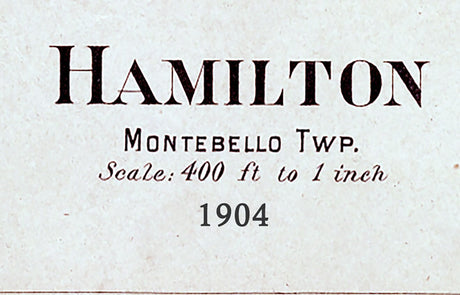 HAMILTON
MONTEBELLO TWP.
Scale: 400 ft to 1 inch
1904